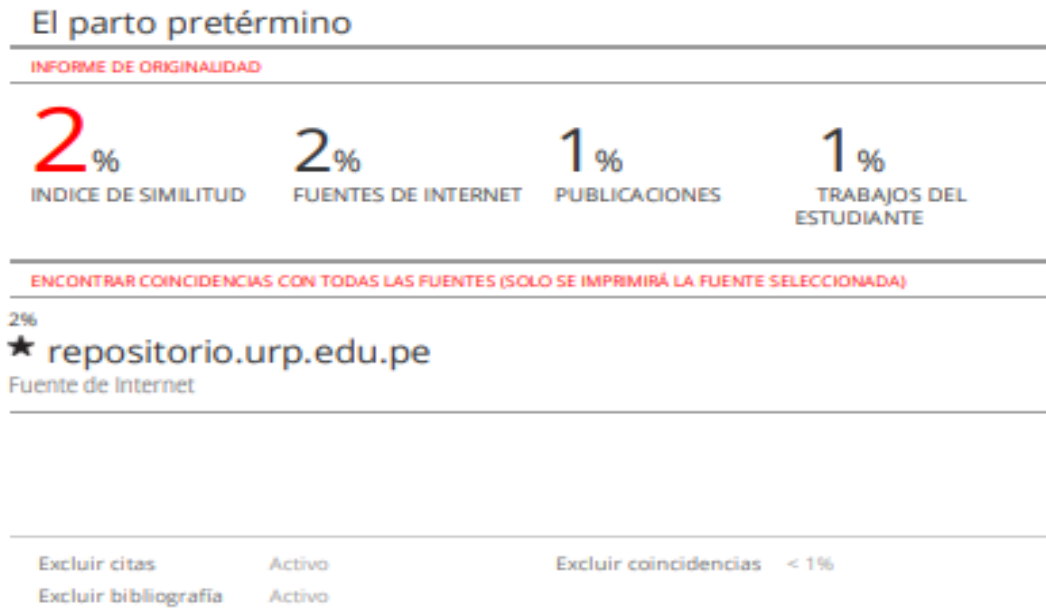 El parto pretérmino
INFORME DE ORIGINALIDAD
2% 2% 1% 1%
INDICE DE SIMILITUD FUENTES DE INTERNET PUBLICACIONES TRABAJOS DEL
ESTUDIANTE
ENCONTRAR COINCIDENCIAS CON TODAS LAS FUENTES (SOLO SE IMPRIMIRÁ LA FUENTE SELECCIONADA)
2%
★ repositorio.urp.edu.pe
Fuente de Internet
Excluir citas Activo Excluir coincidencias < 1%
Excluir bibliografía Activo